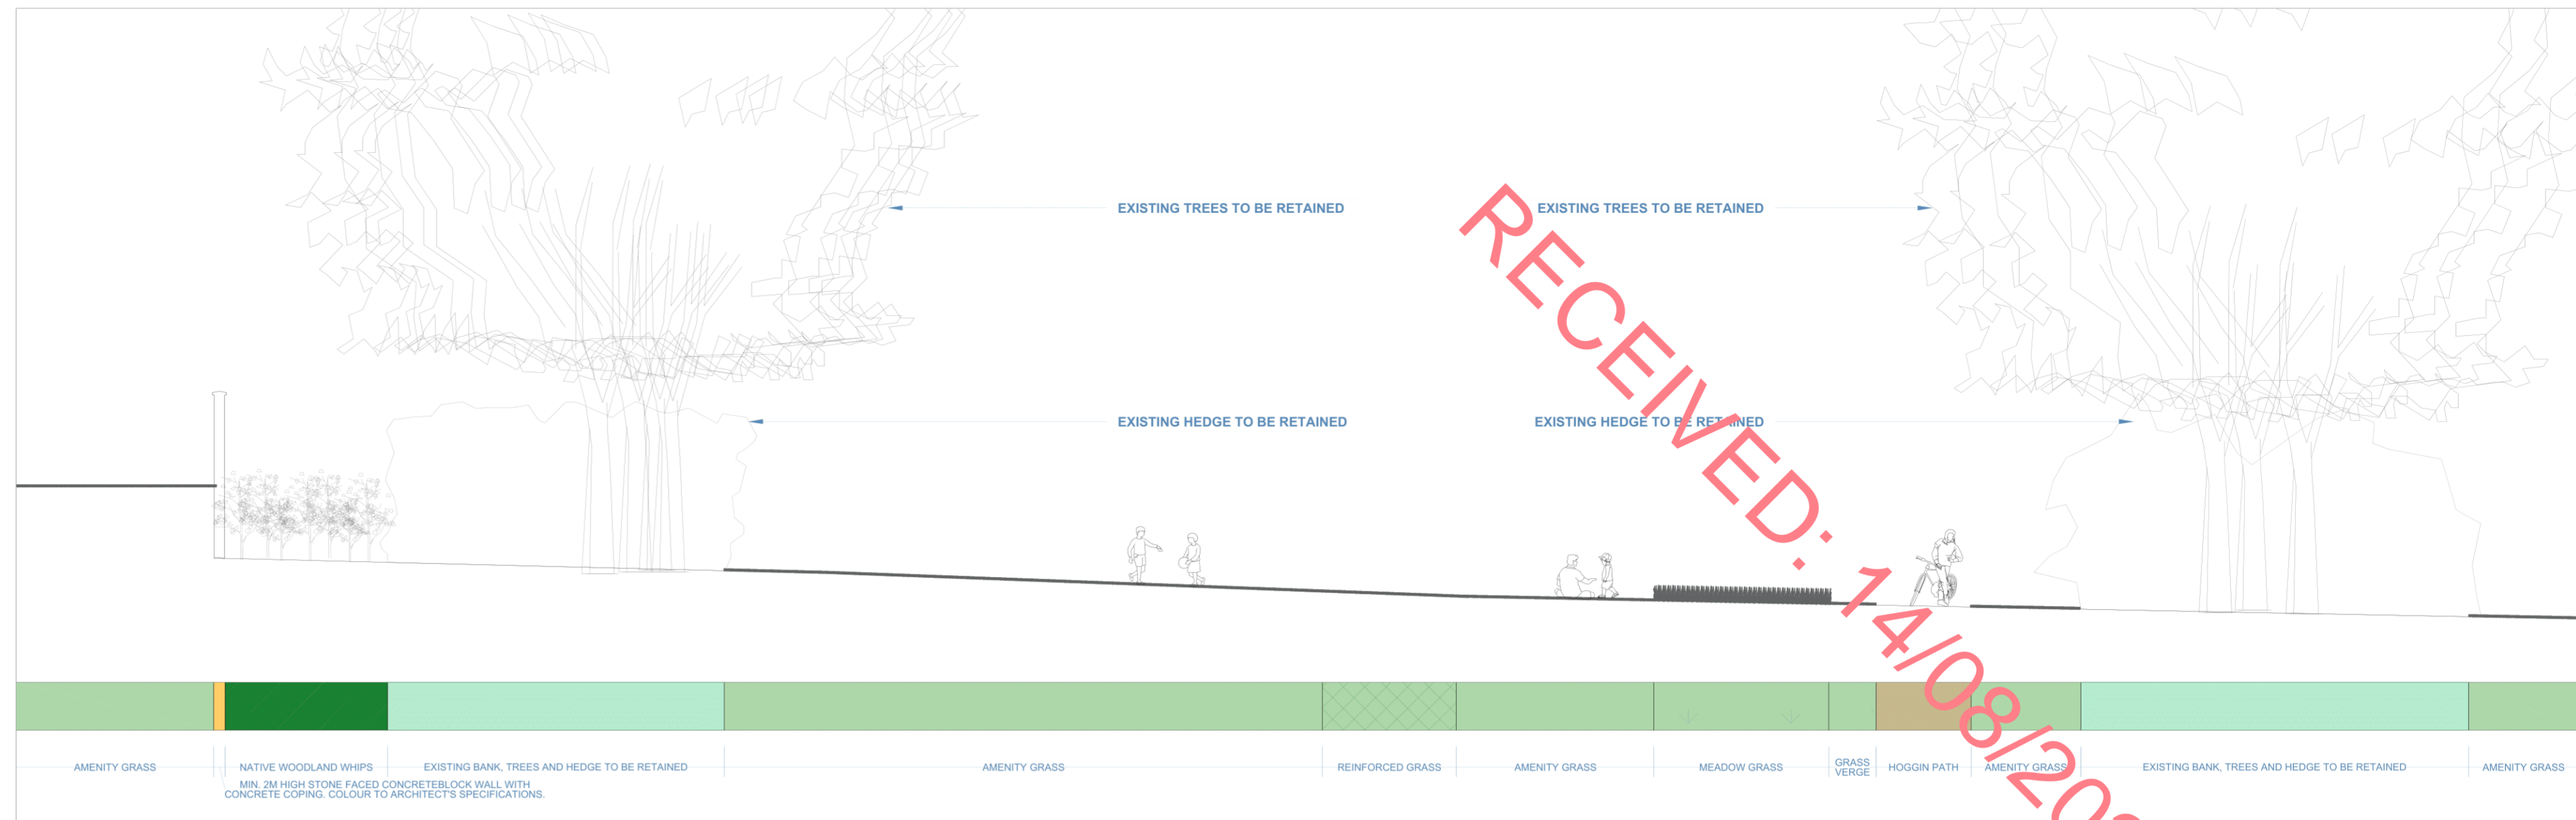 EXISTING TREES TO BE RETAINED
EXISTING TREES TO BE RETAINED
EXISTING HEDGE TO BE RETAINED
EXISTING HEDGE TO BE RETAINED
RECEIVED: 14/08/20
AMENITY GRASS
NATIVE WOODLAND WHIPS
EXISTING BANK, TREES AND HEDGE TO BE RETAINED
AMENITY GRASS
REINFORCED GRASS
AMENITY GRASS
MEADOW GRASS
GRASS
VERGE
HOGGIN PATH
AMENITY GRASS
EXISTING BANK, TREES AND HEDGE TO BE RETAINED
AMENITY GRASS
MIN. 2M HIGH STONE FACED CONCRETEBLOCK WALL WITH
CONCRETE COPING. COLOUR TO ARCHITECT'S SPECIFICATIONS.